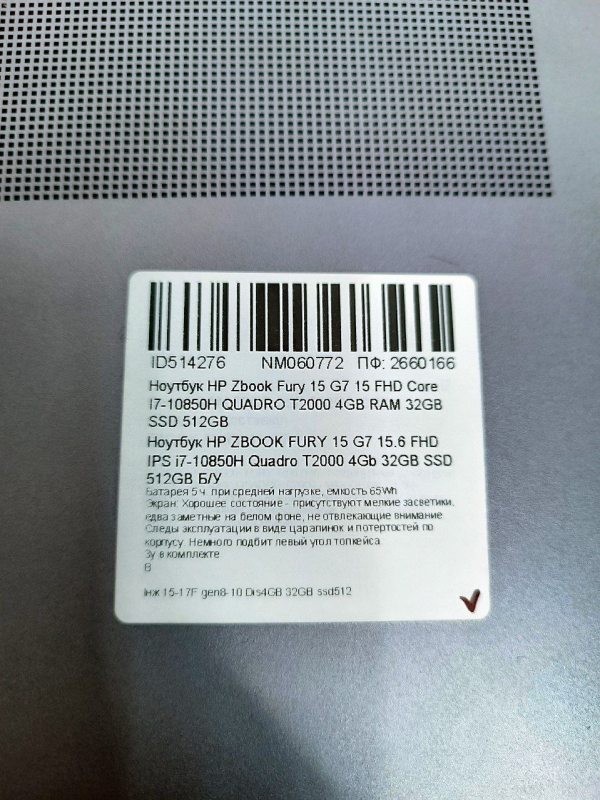 ID514276 NM060772 ПФ: 2660166
Ноутбук HP Zbook Fury 15 G7 15 FHD Core
I7-10850H QUADRO T2000 4GB RAM 32GB
SSD 512GB
Ноутбук HP ZBOOK FURY 15 G7 15.6 FHD
IPS i7-10850H Quadro T2000 4Gb 32GB SSD
512GB Б/У
Батарея 5 ч. при средней нагрузке, емкость 65Wh
Экран: Хорошее состояние - присутствуют мелкие засветики,
едва заметные на белом фоне, не отвлекающие внимание
Следы эксплуатации в виде царапинок и потертостей по
корпусу. Немного подбит левый угол топкейса.
Зу в комплекте
В
Інж 15-17F gen8-10 Dis4GB 32GB ssd512